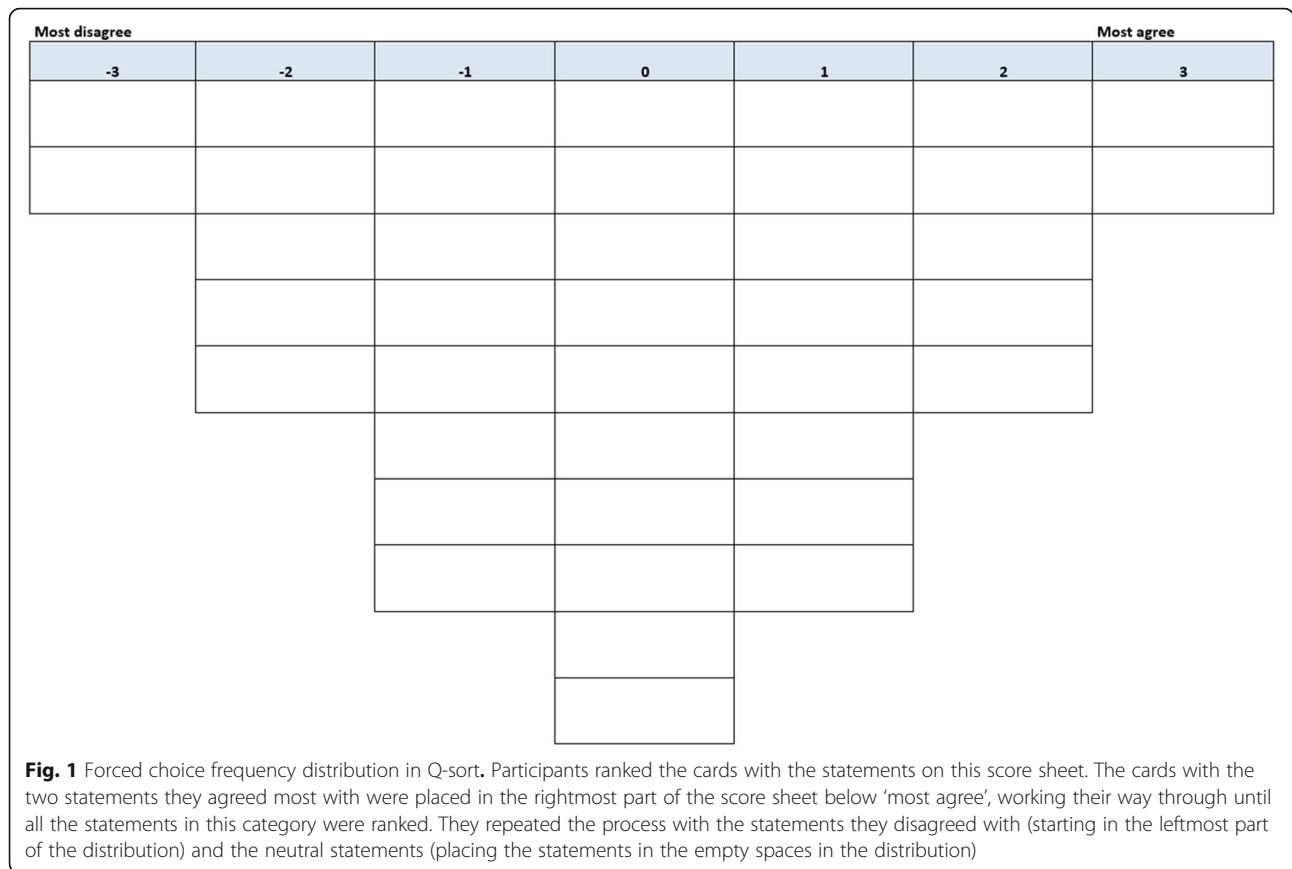 Most disagree Most agree
-3 -2 -1 0 1 2 3
Fig. 1 Forced choice frequency distribution in Q-sort. Participants ranked the cards with the statements on this score sheet. The cards with the
two statements they agreed most with were placed in the rightmost part of the score sheet below ‘most agree’, working their way through until
all the statements in this category were ranked. They repeated the process with the statements they disagreed with (starting in the leftmost part
of the distribution) and the neutral statements (placing the statements in the empty spaces in the distribution)